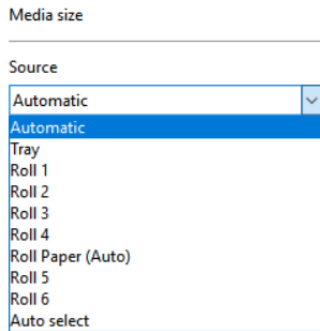 Media size
Source
Automatic
Automatic
Tray
Roll 1
Roll 2
Roll 3
Roll 4
Roll Paper (Auto)
Roll 5
Roll 6
Auto select